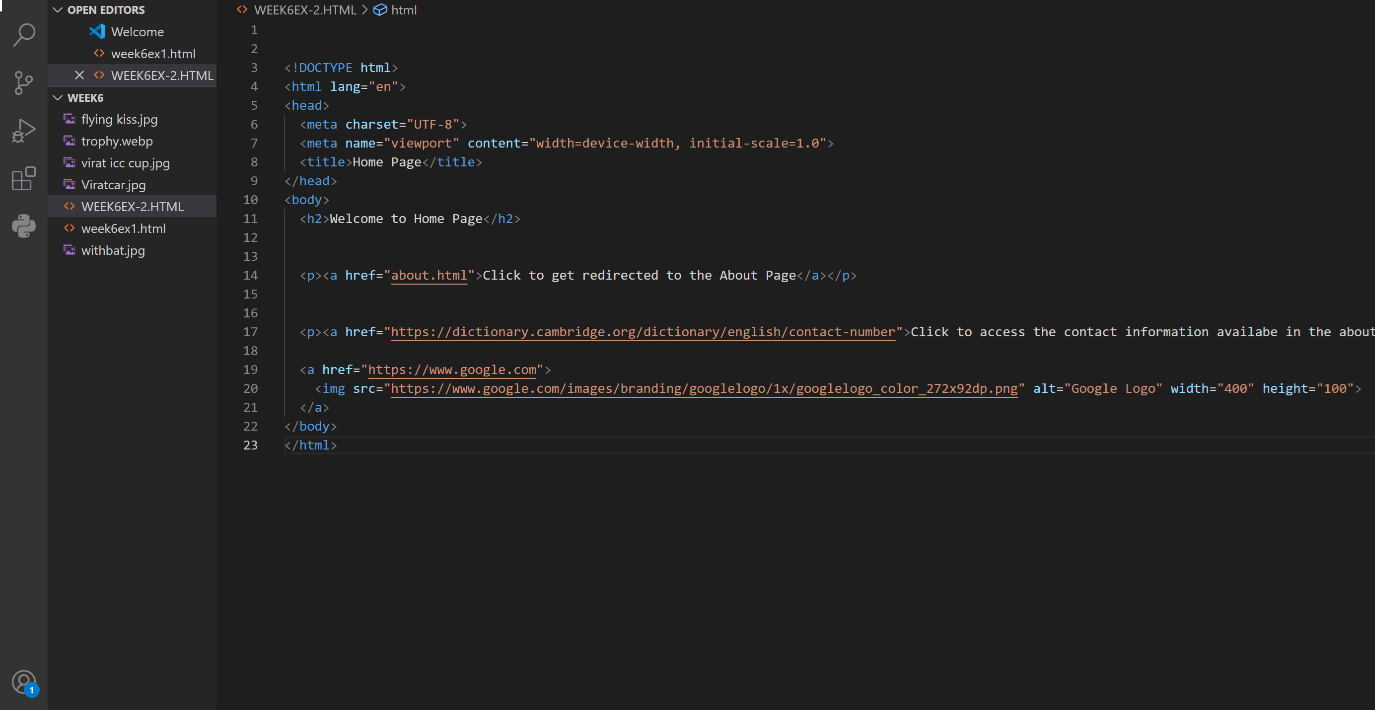 OPEN EDITORS
Welcome
week6ex1.html
WEEK6EX-2.HTML
WEEK6
flying kiss.jpg
trophy.webp
virat icc cup.jpg
Viratcar.jpg
WEEK6EX-2.HTML
week6ex1.html
withbat.jpg
1
WEEK6EX-2.HTML > html
1
2
3 <!DOCTYPE html>
4 <html lang="en">
5 <head>
6 <meta charset="UTF-8">
7 <meta name="viewport" content="width=device-width, initial-scale=1.0">
8 <title>Home Page</title>
9 </head>
10 <body>
11 <h2>Welcome to Home Page</h2>
12
13
14 <p><a href="about.html">Click to get redirected to the About Page</a></p>
15
16
17 <p><a href="https://dictionary.cambridge.org/dictionary/english/contact-number">Click to access the contact information availabe in the about
18
19 <a href="https://www.google.com">
20 <img src="https://www.google.com/images/branding/googlelogo/1x/googlelogo_color_272x92dp.png" alt="Google Logo" width="400" height="100">
21 </a>
22 </body>
23 </html>